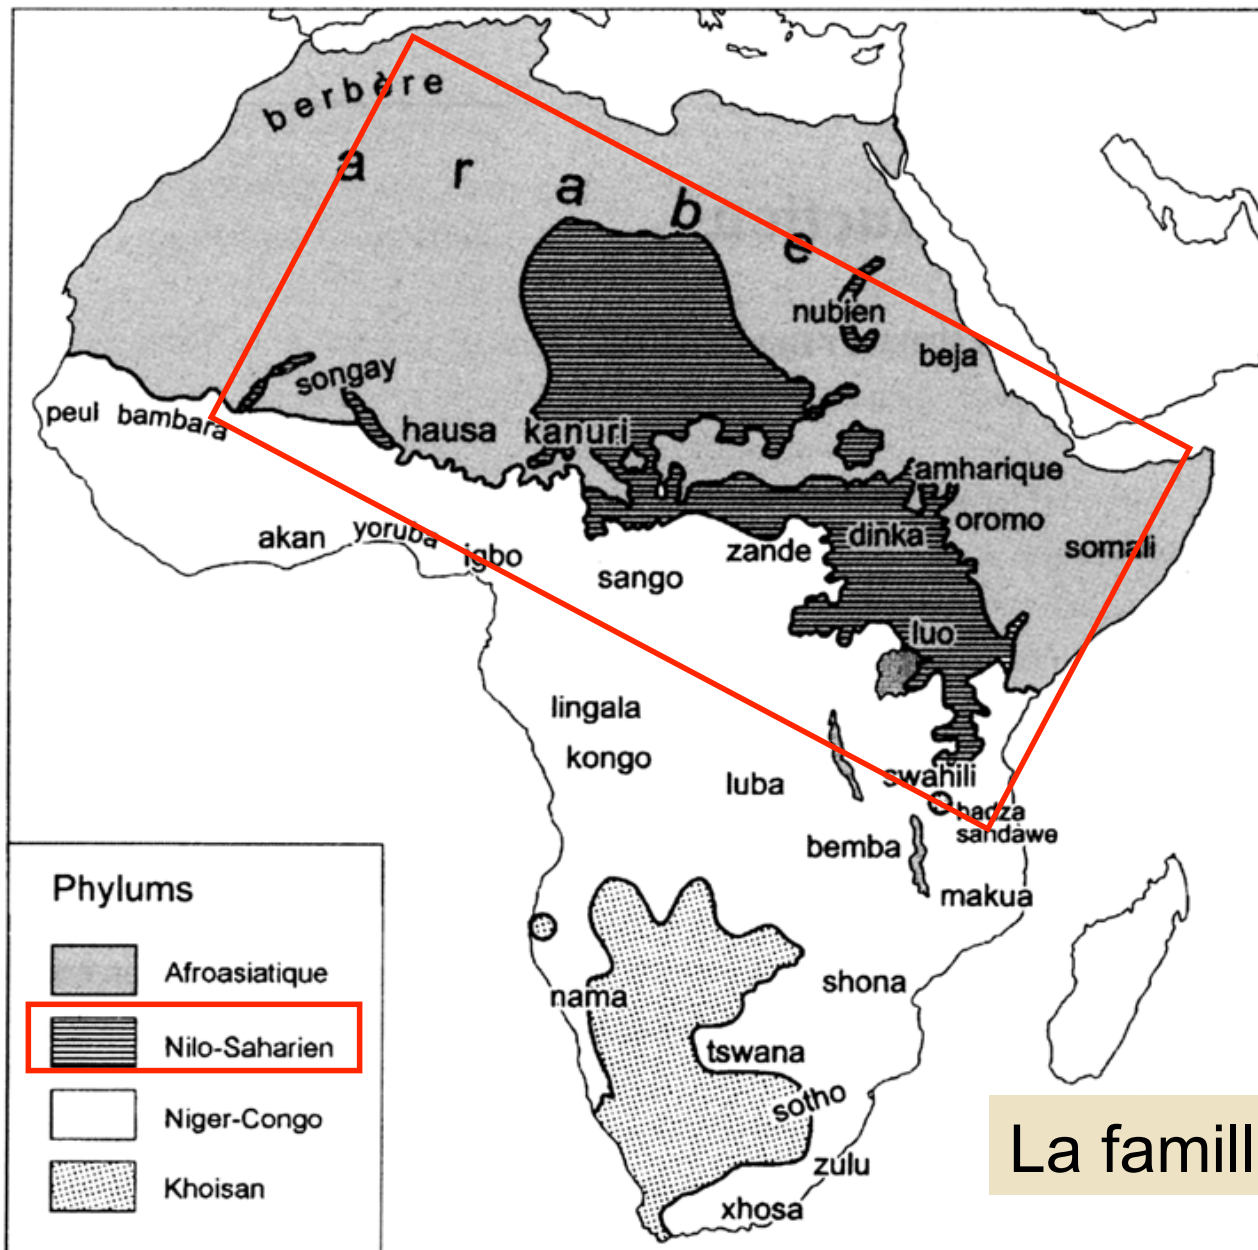 berbère
arabe
nubien
beja
songay
peul bambara
hausa kanuri
amharique
akan yoruba igbo
sango
zande
dinka
oromo
somali
luo
lingala
kongo
luba
swahili
hadza
sandawe
bemba
makua
nama
shona
tswana
sotho
zulu
xhosa
Phylums
Afroasiatique
Nilo-Saharien
Niger-Congo
Khoisan
La famill